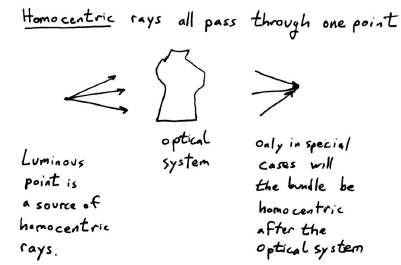 Homocentric rays all pass through one point
optical
system
Luminous
point is
a source of
homocentric
rays.
only in special
cases will
the bundle be
homocentric
after the
optical system